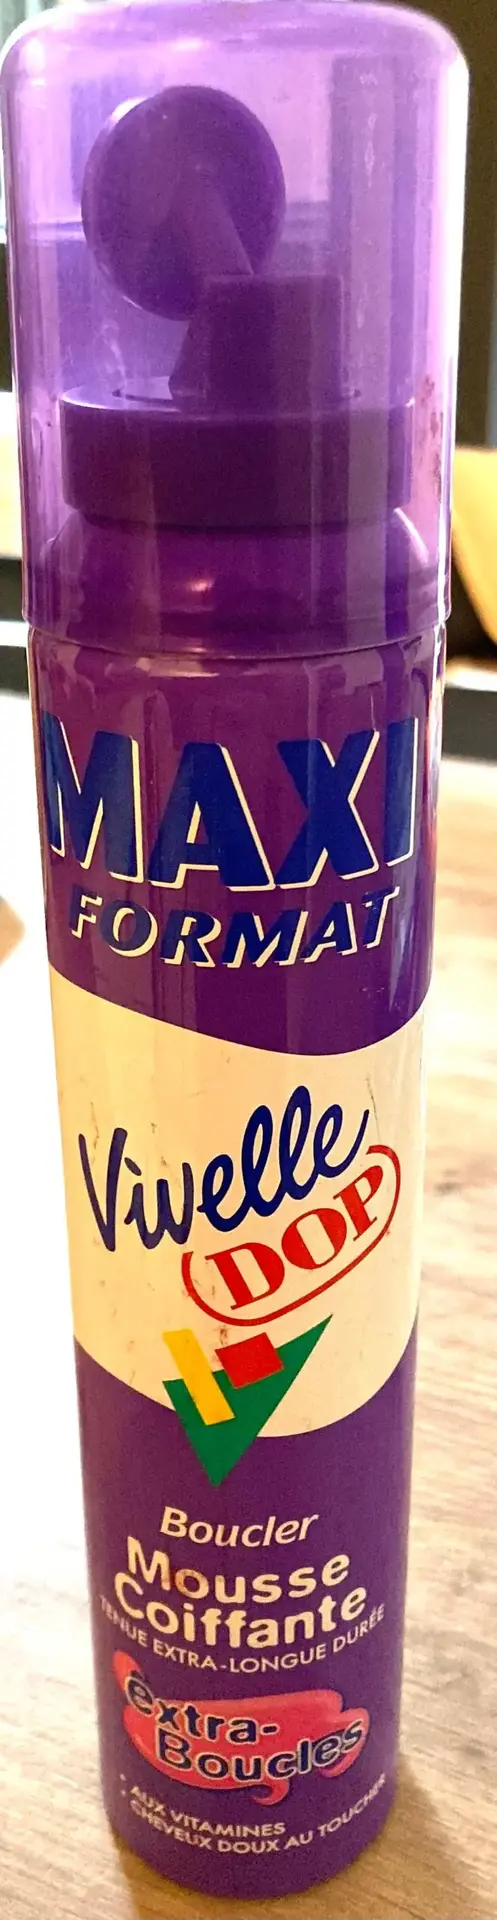 MAXI
FORMAT
Vivelle
DOP
Boucler
Mousse
Coiffante
TENUE EXTRA-LONGUE DURÉE
extra-
Boucles
• AUX VITAMINES
• CHEVEUX DOUX AU TOUCHER